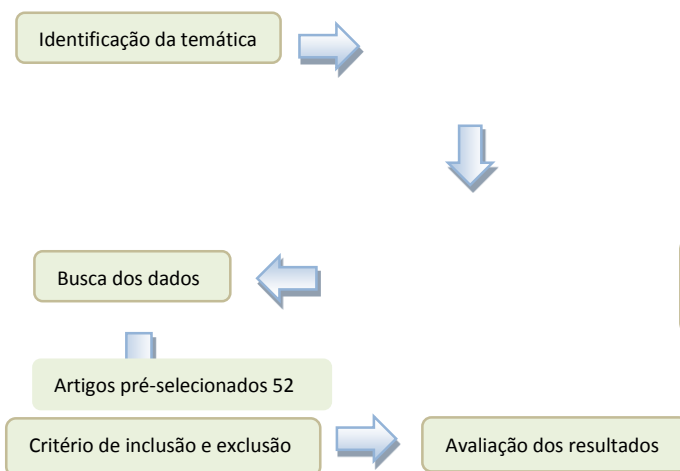 Identificação da temática
Busca dos dados
Artigos pré-selecionados 52
Critério de inclusão e exclusão
Avaliação dos resultados